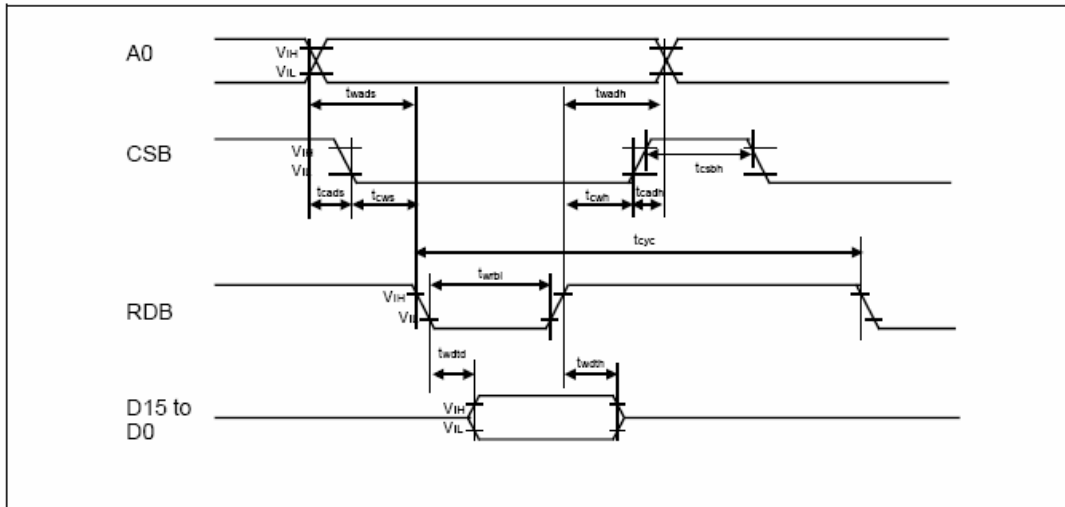 A0
VIH
VIL
twads
twadh
CSB
VIH
VIL
tcsbh
tcads
tcws
tcwh
tcadh
tcyc
twrbl
RDB
VIH
VIL
twdtd
twdth
D15 to
D0
VIH
VIL